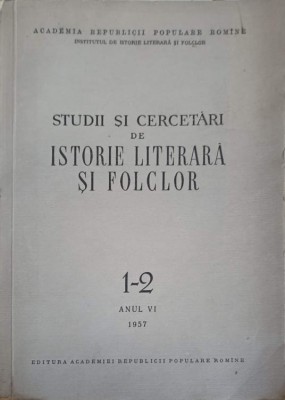 ACADEMIA REPUBLICII POPULARE ROMÎNE
INSTITUTUL DE ISTORIE LITERARĂ ȘI FOLCLOR
STUDII ȘI CERCETĂRI
DE
ISTORIE LITERARĂ
ȘI FOLCLOR
1-2
ANUL VI
1957
EDITURA ACADEMIEI REPUBLICII POPULARE ROMÎNE